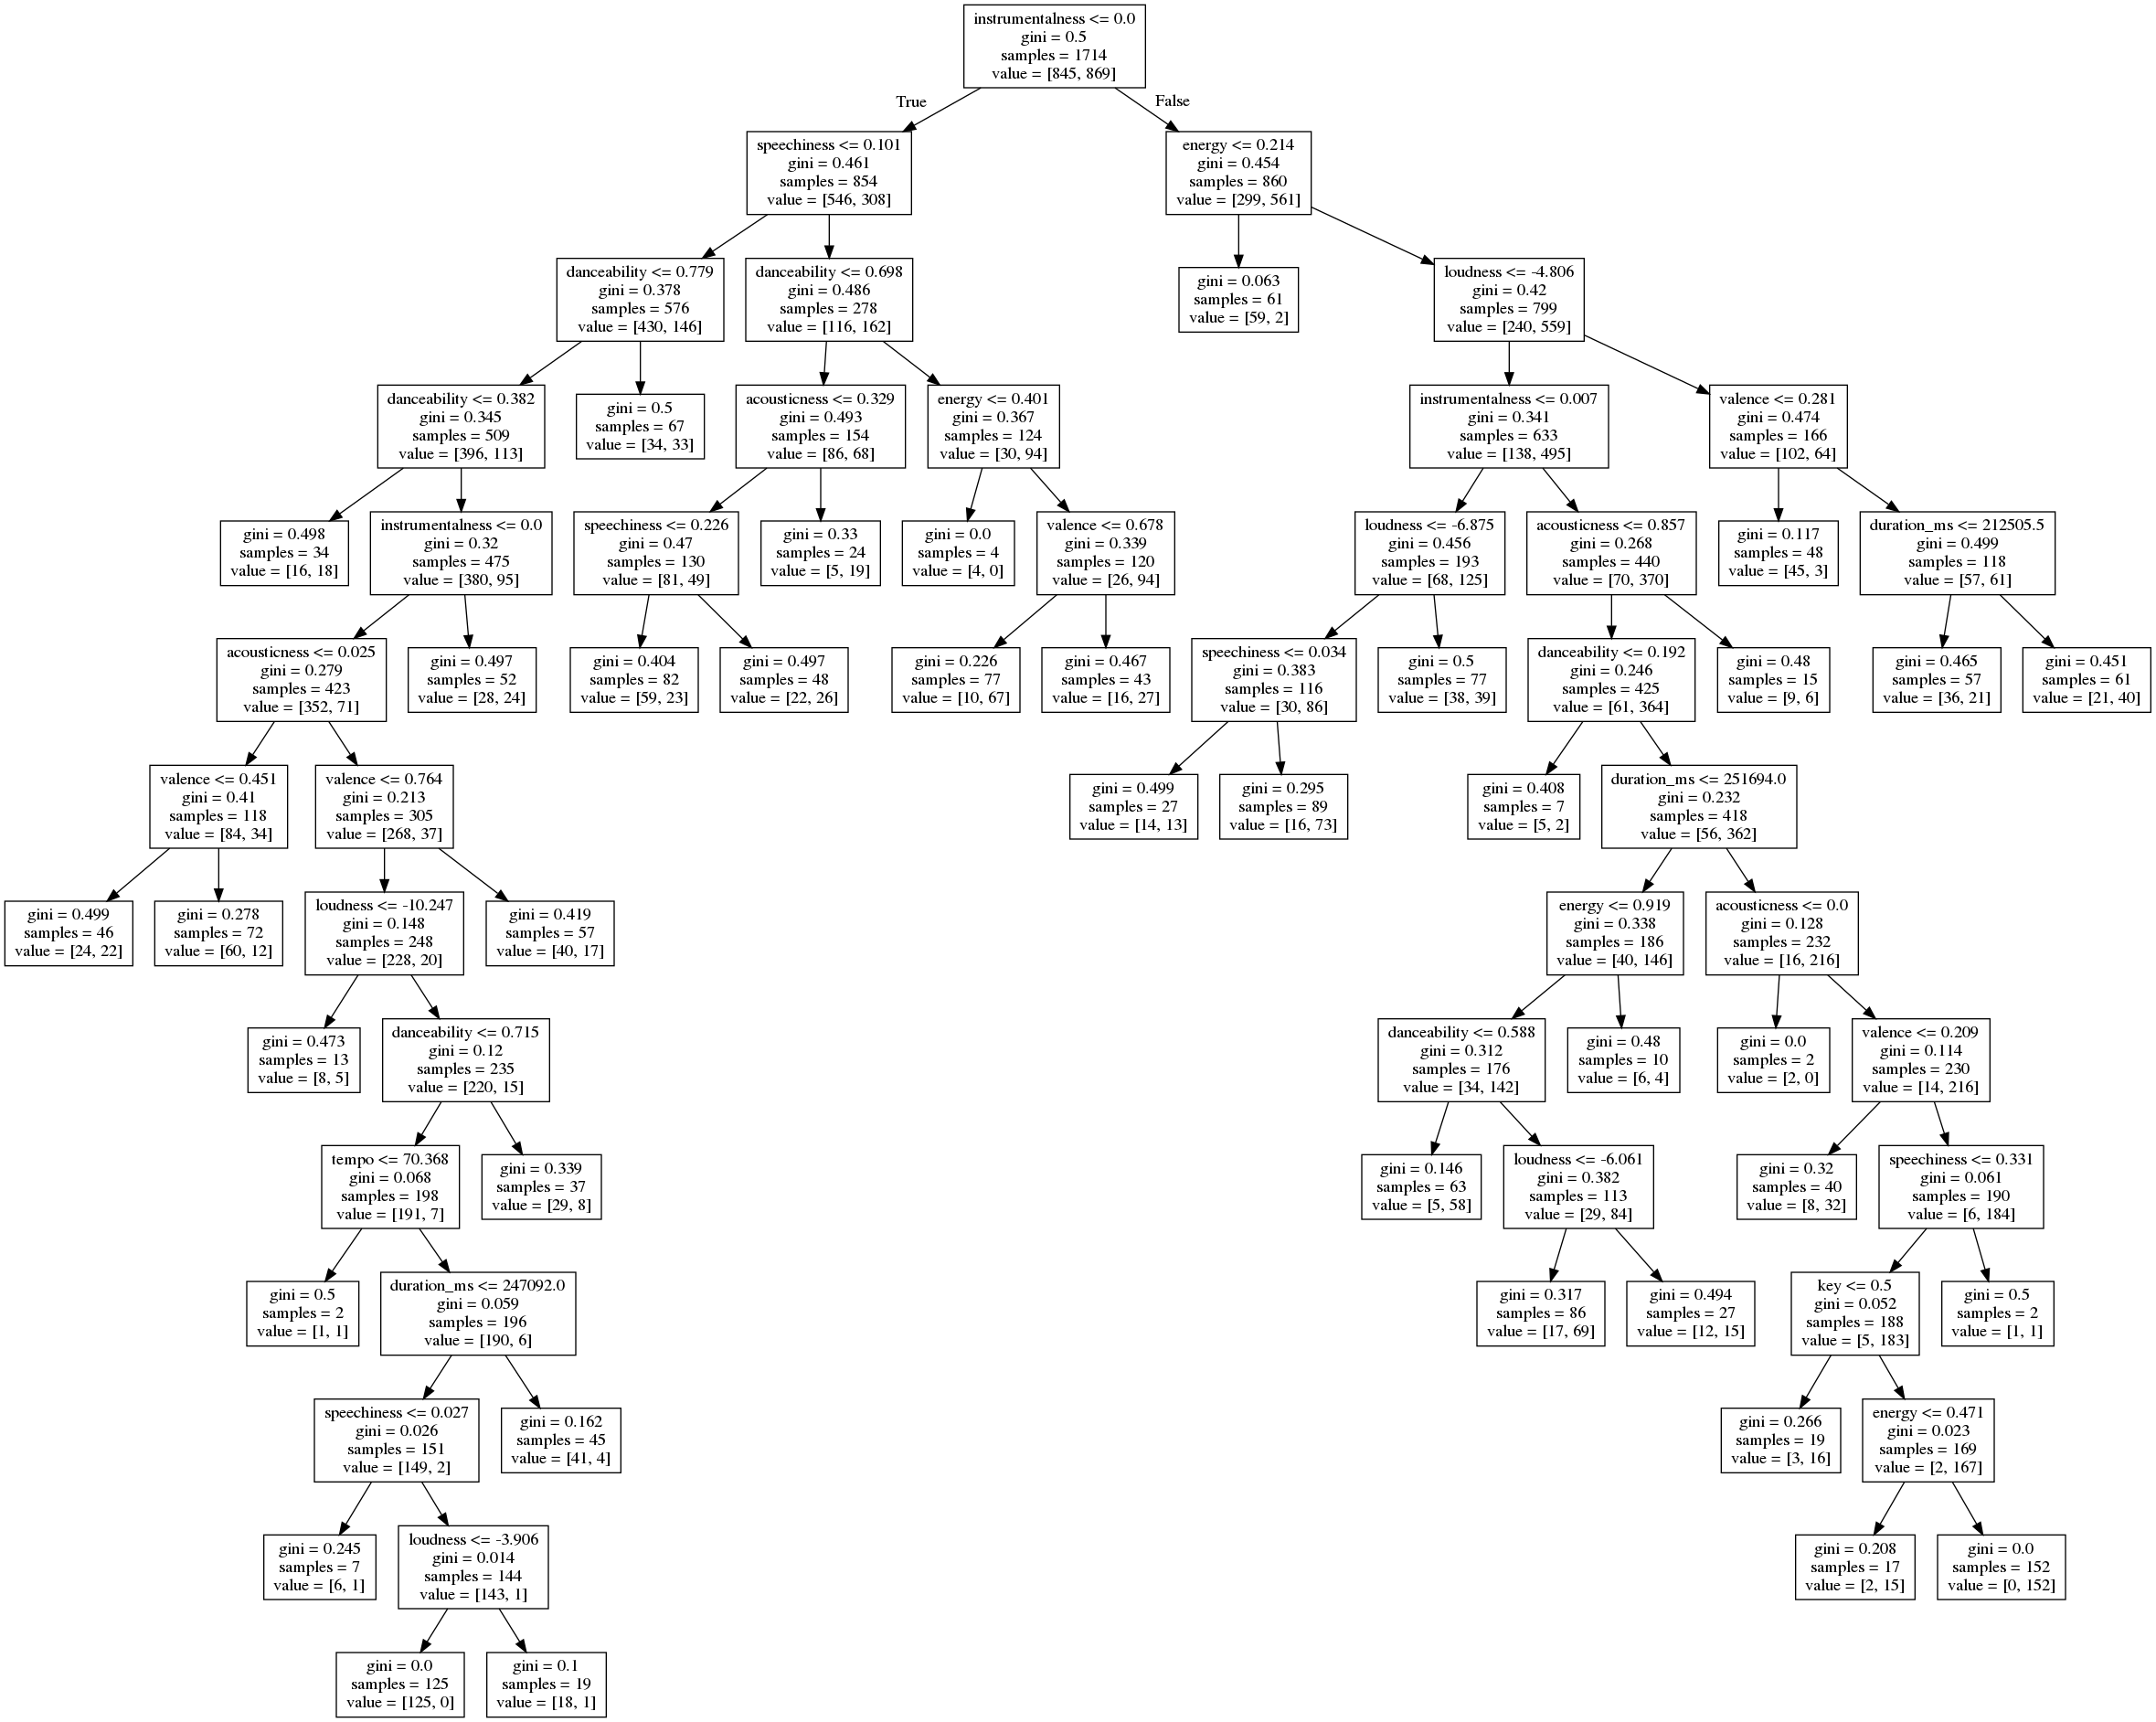 instrumentalness <= 0.0
gini = 0.5
samples = 1714
value = [845, 869]
True
False
speechiness <= 0.101
gini = 0.461
samples = 854
value = [546, 308]
energy <= 0.214
gini = 0.454
samples = 860
value = [299, 561]
danceability <= 0.779
gini = 0.378
samples = 576
value = [430, 146]
danceability <= 0.698
gini = 0.486
samples = 278
value = [116, 162]
gini = 0.063
samples = 61
value = [59, 2]
loudness <= -4.806
gini = 0.42
samples = 799
value = [240, 559]
danceability <= 0.382
gini = 0.345
samples = 509
value = [396, 113]
gini = 0.5
samples = 67
value = [34, 33]
acousticness <= 0.329
gini = 0.493
samples = 154
value = [86, 68]
energy <= 0.401
gini = 0.367
samples = 124
value = [30, 94]
instrumentalness <= 0.007
gini = 0.341
samples = 633
value = [138, 495]
valence <= 0.281
gini = 0.474
samples = 166
value = [102, 64]
gini = 0.498
samples = 34
value = [16, 18]
instrumentalness <= 0.0
gini = 0.32
samples = 475
value = [380, 95]
speechiness <= 0.226
gini = 0.47
samples = 130
value = [81, 49]
gini = 0.33
samples = 24
value = [5, 19]
gini = 0.0
samples = 4
value = [4, 0]
valence <= 0.678
gini = 0.339
samples = 120
value = [26, 94]
loudness <= -6.875
gini = 0.456
samples = 193
value = [68, 125]
acousticness <= 0.857
gini = 0.268
samples = 440
value = [70, 370]
gini = 0.117
samples = 48
value = [45, 3]
duration_ms <= 212505.5
gini = 0.499
samples = 118
value = [57, 61]
acousticness <= 0.025
gini = 0.279
samples = 423
value = [352, 71]
gini = 0.497
samples = 52
value = [28, 24]
gini = 0.404
samples = 82
value = [59, 23]
gini = 0.497
samples = 48
value = [22, 26]
gini = 0.226
samples = 77
value = [10, 67]
gini = 0.467
samples = 43
value = [16, 27]
speechiness <= 0.034
gini = 0.383
samples = 116
value = [30, 86]
gini = 0.5
samples = 77
value = [38, 39]
danceability <= 0.192
gini = 0.246
samples = 425
value = [61, 364]
gini = 0.48
samples = 15
value = [9, 6]
gini = 0.465
samples = 57
value = [36, 21]
gini = 0.451
samples = 61
value = [21, 40]
valence <= 0.451
gini = 0.41
samples = 118
value = [84, 34]
valence <= 0.764
gini = 0.213
samples = 305
value = [268, 37]
gini = 0.499
samples = 27
value = [14, 13]
gini = 0.295
samples = 89
value = [16, 73]
gini = 0.408
samples = 7
value = [5, 2]
duration_ms <= 251694.0
gini = 0.232
samples = 418
value = [56, 362]
gini = 0.499
samples = 46
value = [24, 22]
gini = 0.278
samples = 72
value = [60, 12]
loudness <= -10.247
gini = 0.148
samples = 248
value = [228, 20]
gini = 0.419
samples = 57
value = [40, 17]
energy <= 0.919
gini = 0.338
samples = 186
value = [40, 146]
acousticness <= 0.0
gini = 0.128
samples = 232
value = [16, 216]
gini = 0.473
samples = 13
value = [8, 5]
danceability <= 0.715
gini = 0.12
samples = 235
value = [220, 15]
danceability <= 0.588
gini = 0.312
samples = 176
value = [34, 142]
gini = 0.48
samples = 10
value = [6, 4]
gini = 0.0
samples = 2
value = [2, 0]
valence <= 0.209
gini = 0.114
samples = 230
value = [14, 216]
tempo <= 70.368
gini = 0.068
samples = 198
value = [191, 7]
gini = 0.339
samples = 37
value = [29, 8]
gini = 0.146
samples = 63
value = [5, 58]
loudness <= -6.061
gini = 0.382
samples = 113
value = [29, 84]
gini = 0.32
samples = 40
value = [8, 32]
speechiness <= 0.331
gini = 0.061
samples = 190
value = [6, 184]
gini = 0.5
samples = 2
value = [1, 1]
duration_ms <= 247092.0
gini = 0.059
samples = 196
value = [190, 6]
gini = 0.317
samples = 86
value = [17, 69]
gini = 0.494
samples = 27
value = [12, 15]
key <= 0.5
gini = 0.052
samples = 188
value = [5, 183]
gini = 0.5
samples = 2
value = [1, 1]
speechiness <= 0.027
gini = 0.026
samples = 151
value = [149, 2]
gini = 0.162
samples = 45
value = [41, 4]
gini = 0.266
samples = 19
value = [3, 16]
energy <= 0.471
gini = 0.023
samples = 169
value = [2, 167]
gini = 0.245
samples = 7
value = [6, 1]
loudness <= -3.906
gini = 0.014
samples = 144
value = [143, 1]
gini = 0.208
samples = 17
value = [2, 15]
gini = 0.0
samples = 152
value = [0, 152]
gini = 0.0
samples = 125
value = [125, 0]
gini = 0.1
samples = 19
value = [18, 1]